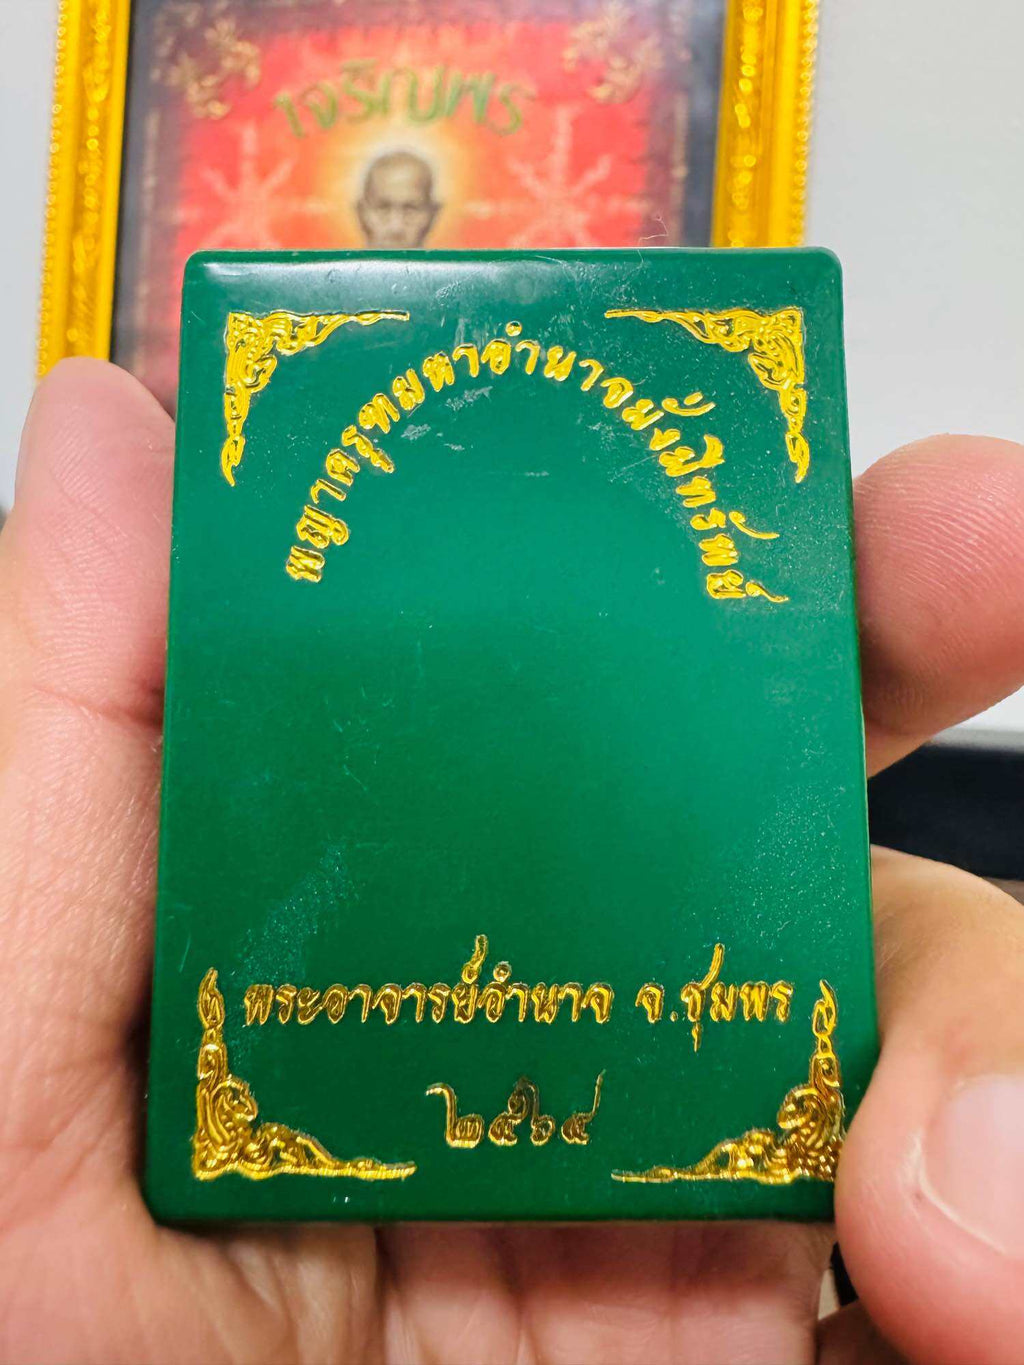 เจริญพร
พญาครุฑมหาอำนาจมั่งมีทรัพย์
พระอาจารย์อำนาจ จ.ชุมพร
๒๕๖๔